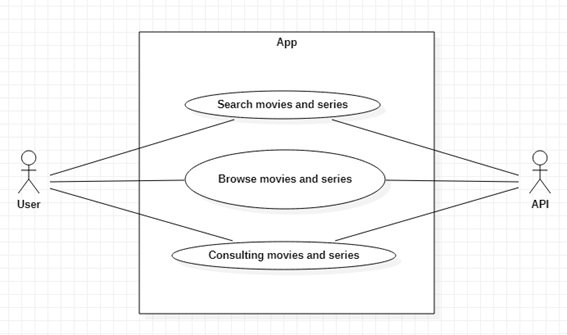 App
Search movies and series
Browse movies and series
User
API
Consulting movies and series